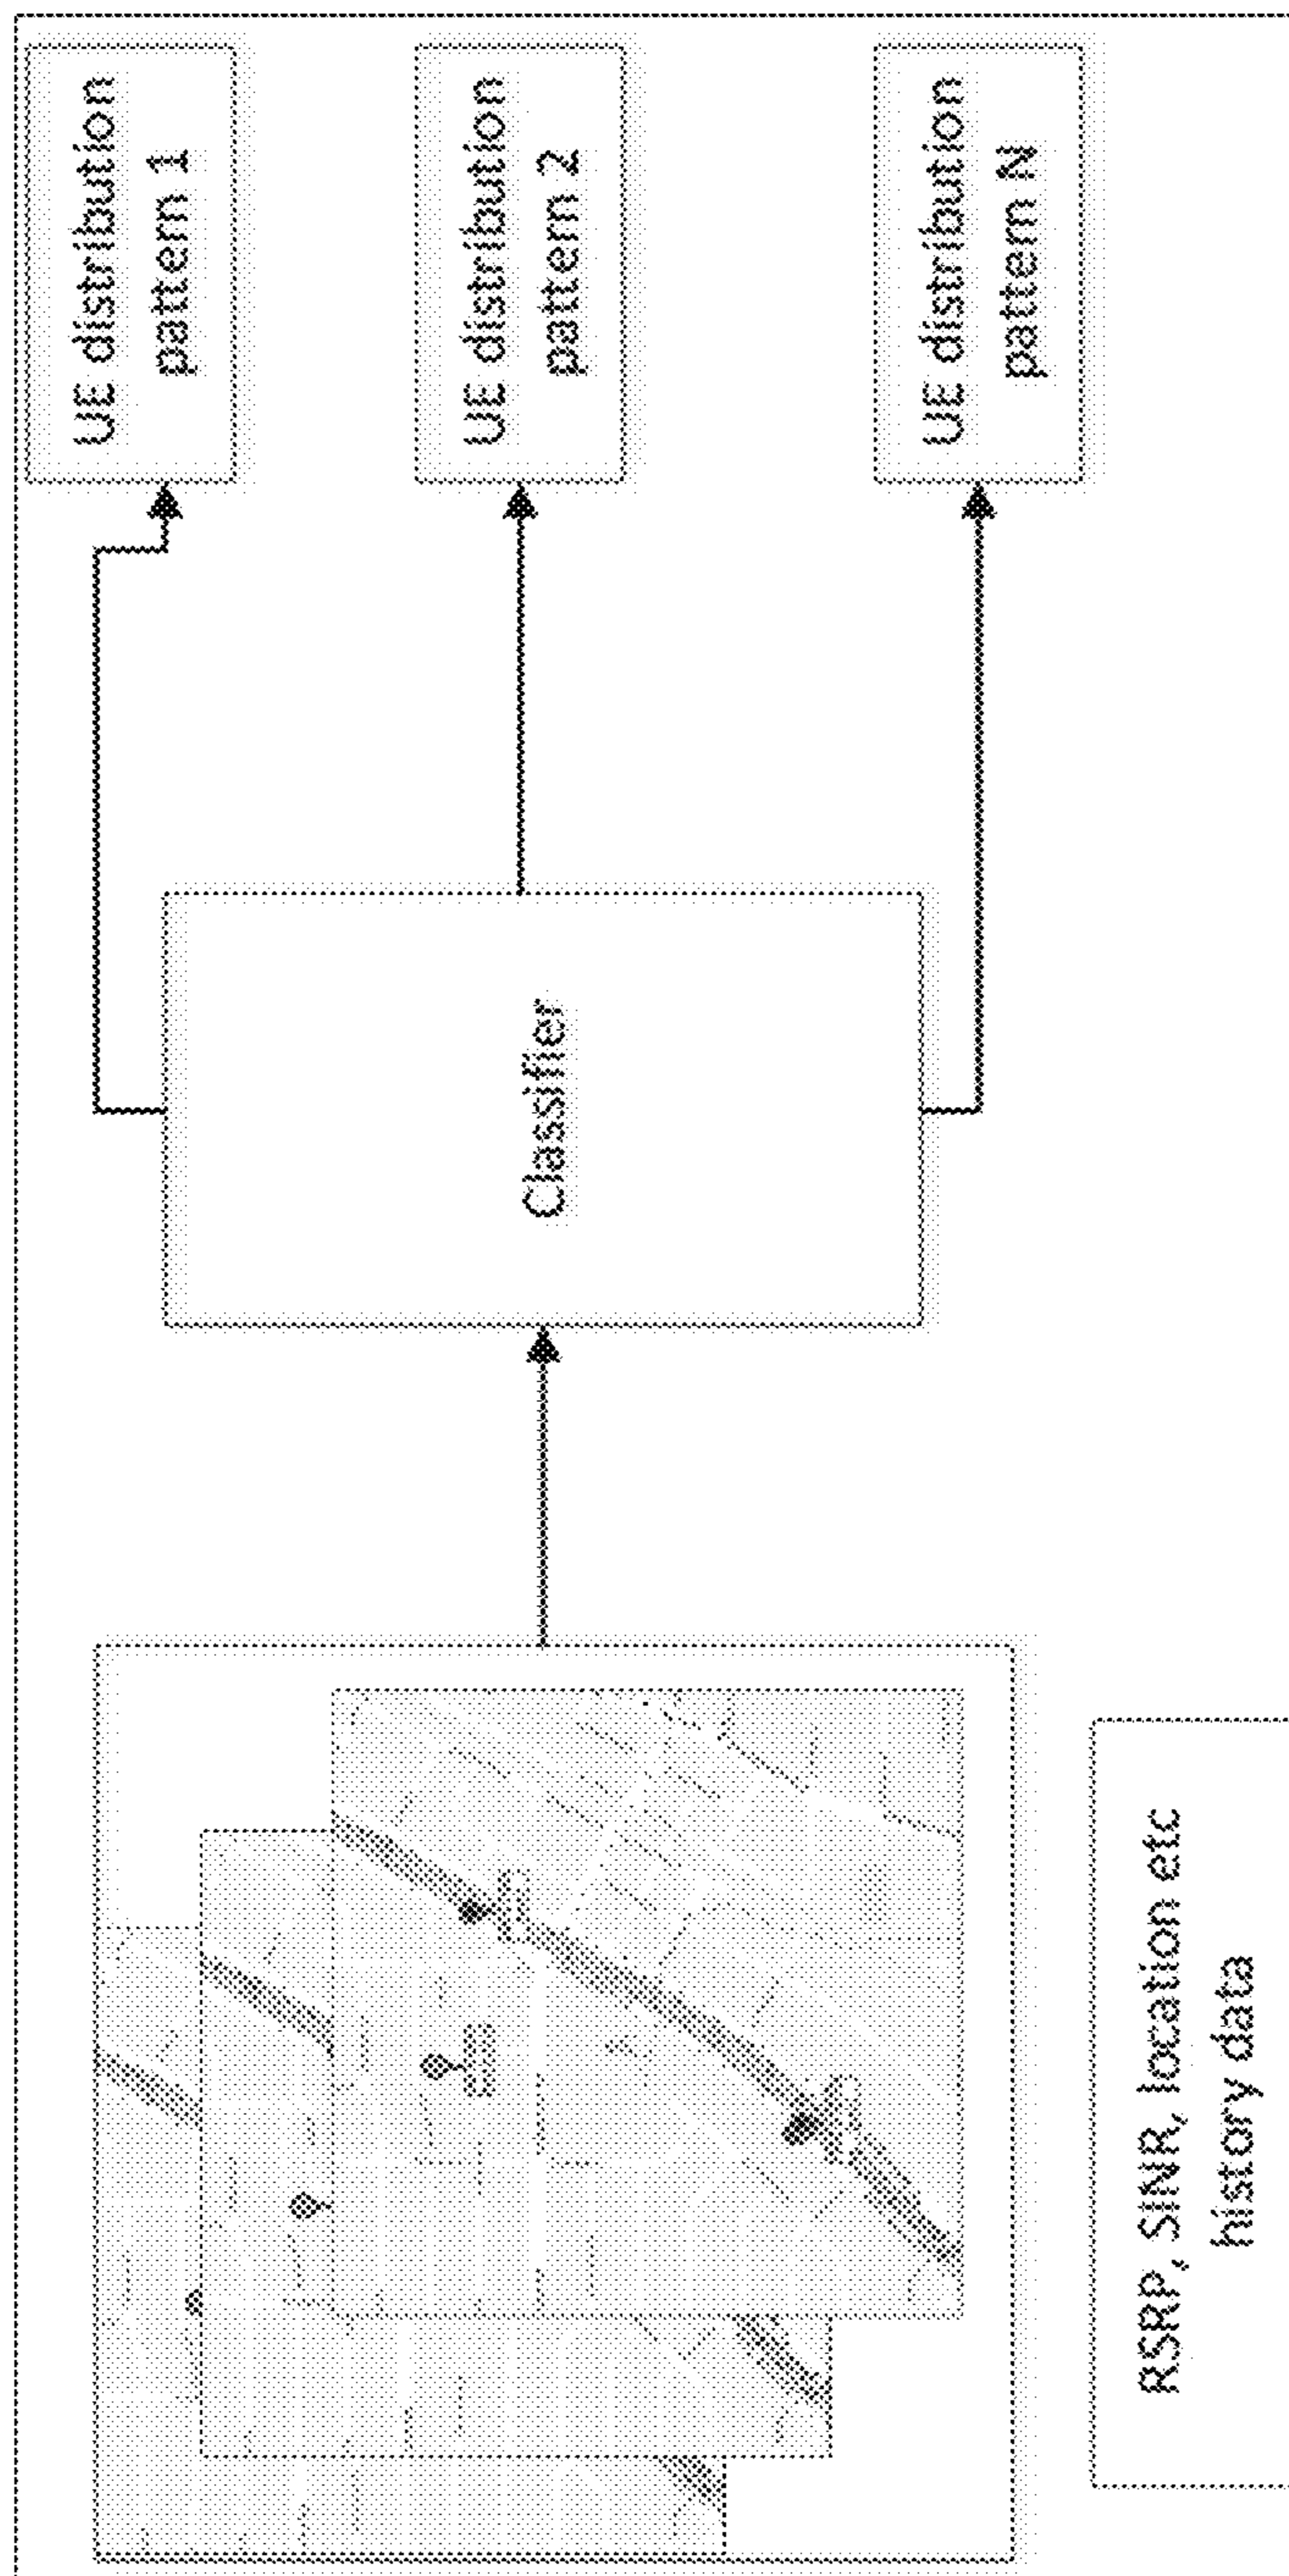 RSRP, SINR, location etc
history data
Classifier
UE distribution
pattern 1
UE distribution
pattern 2
UE distribution
pattern N